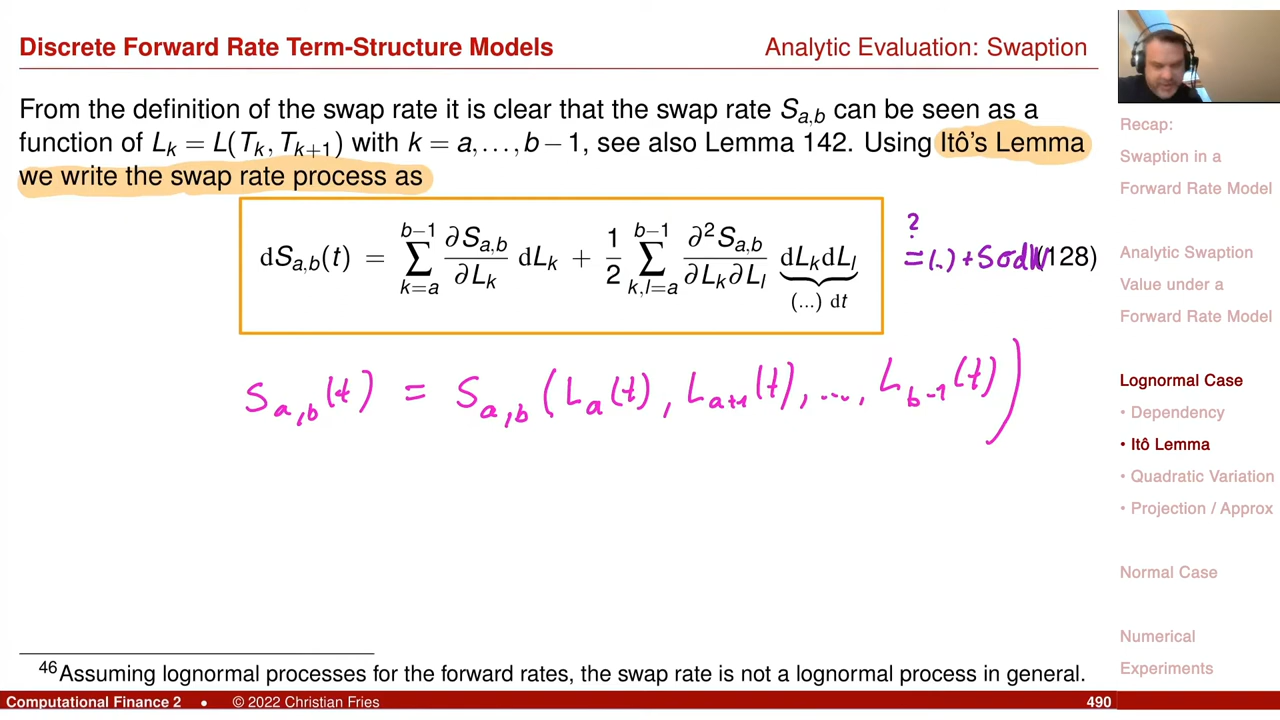 Discrete Forward Rate Term-Structure Models Analytic Evaluation: Swaption
From the definition of the swap rate it is clear that the swap rate S_{a,b} can be seen as a
function of L_k = L(T_k, T_{k+1}) with k = a, ..., b − 1, see also Lemma 142. Using Itô's Lemma
we write the swap rate process as
dS_{a,b}(t) = ∑_{k=a}^{b−1} ∂S_{a,b}/∂L_k dL_k + 1/2 ∑_{k,l=a}^{b−1} ∂²S_{a,b}/∂L_k∂L_l dL_k dL_l (128)
(...) dt
?
= (..) + SσdW
S_{a,b}(t) = S_{a,b}(L_a(t), L_{a+1}(t), ..., L_{b−1}(t))
46 Assuming lognormal processes for the forward rates, the swap rate is not a lognormal process in general.
Computational Finance 2 • © 2022 Christian Fries 490
Recap:
Swaption in a
Forward Rate Model
Analytic Swaption
Value under a
Forward Rate Model
Lognormal Case
• Dependency
• Itô Lemma
• Quadratic Variation
• Projection / Approx
Normal Case
Numerical
Experiments